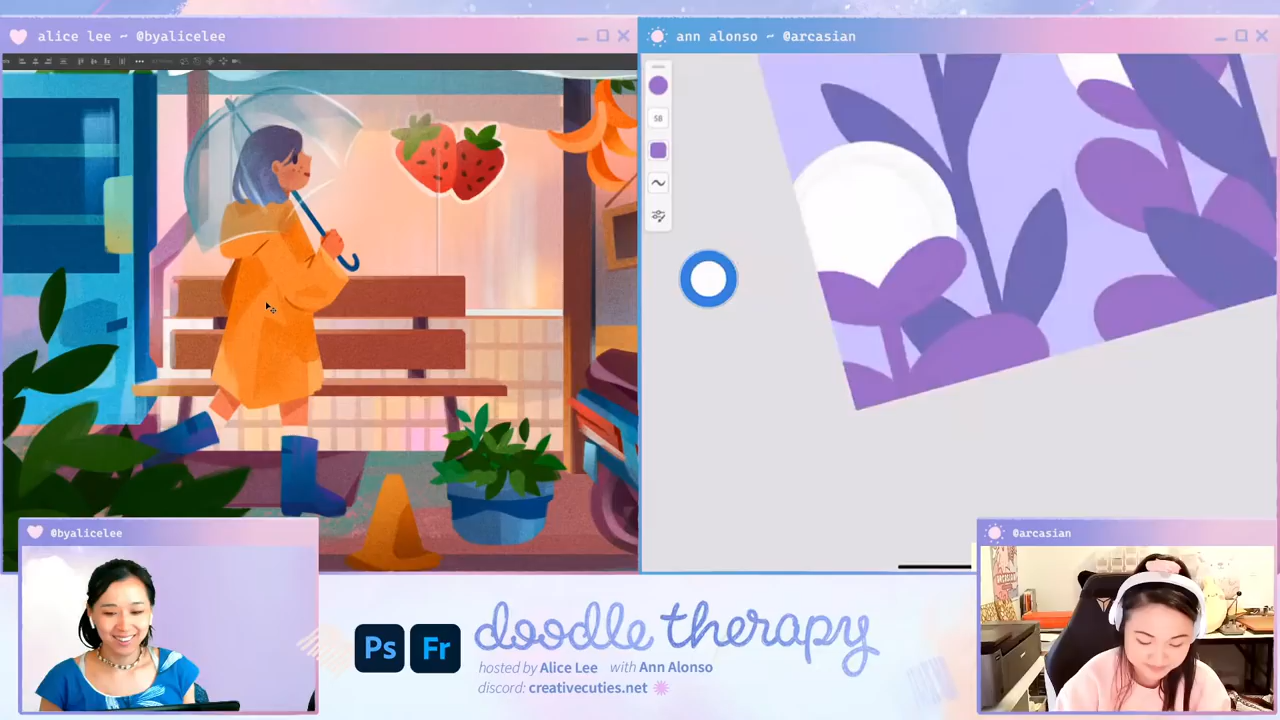 alice lee ~ @byalicelee
ann alonso ~ @arcasian
58
@byalicelee
@arcasian
Ps Fr
doodle therapy
hosted by Alice Lee with Ann Alonso
discord: creativecuties.net